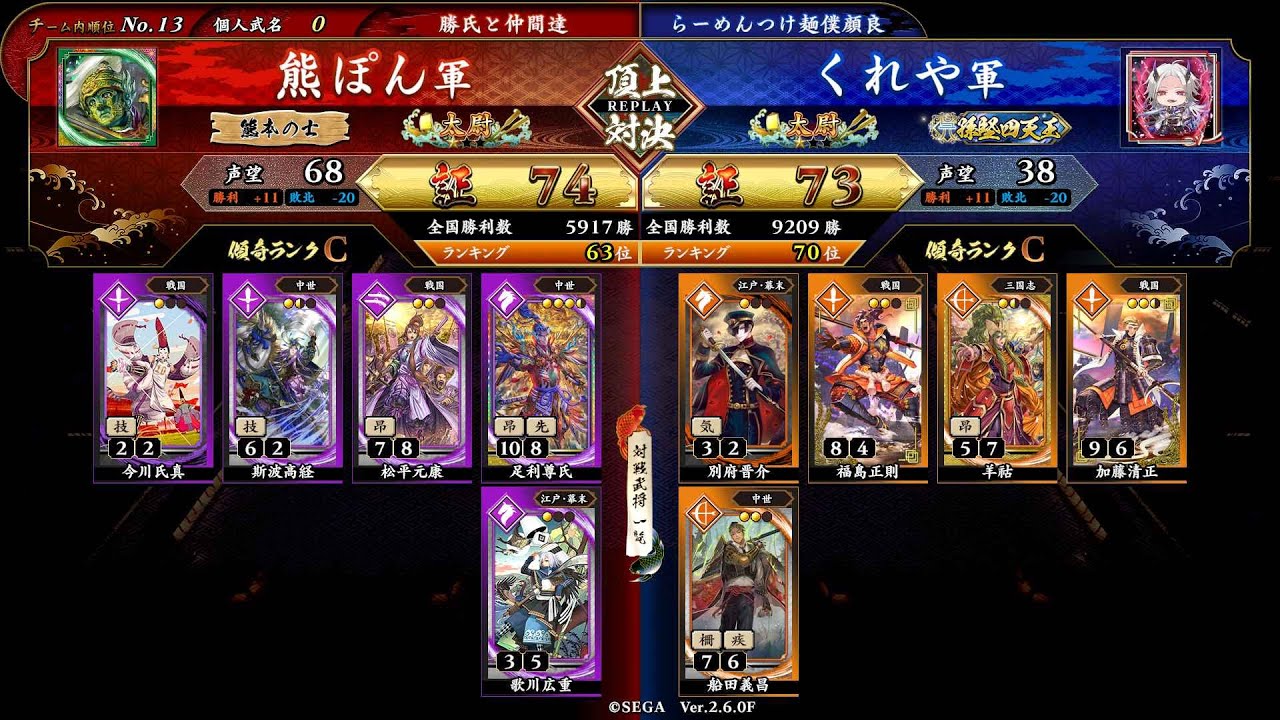 チーム内順位 No.13 個人武名 0 勝氏と仲間達
らーめんつけ麺僕顔良
熊ぽん軍
頂上
REPLAY
対決
くれや軍
熊本の士
太尉
太尉
孫堅四天王
声望 68
勝利 +11 敗北 -20
証 74
証 73
声望 38
勝利 +11 敗北 -20
全国勝利数 5917勝
全国勝利数 9209勝
傾奇ランクC
ランキング 63位
ランキング 70位
傾奇ランクC
戦国
技
2 2
今川氏真
中世
技
6 2
斯波高経
戦国
昂
7 8
松平元康
中世
昂 先
10 8
足利尊氏
江戸・幕末
気
3 2
別府晋介
戦国
8 4
福島正則
三国志
昂
5 7
羊祜
戦国
9 6
加藤清正
対戦武将一覧
江戸・幕末
3 5
歌川広重
中世
柵 疾
7 6
船田義昌
©SEGA Ver.2.6.0F